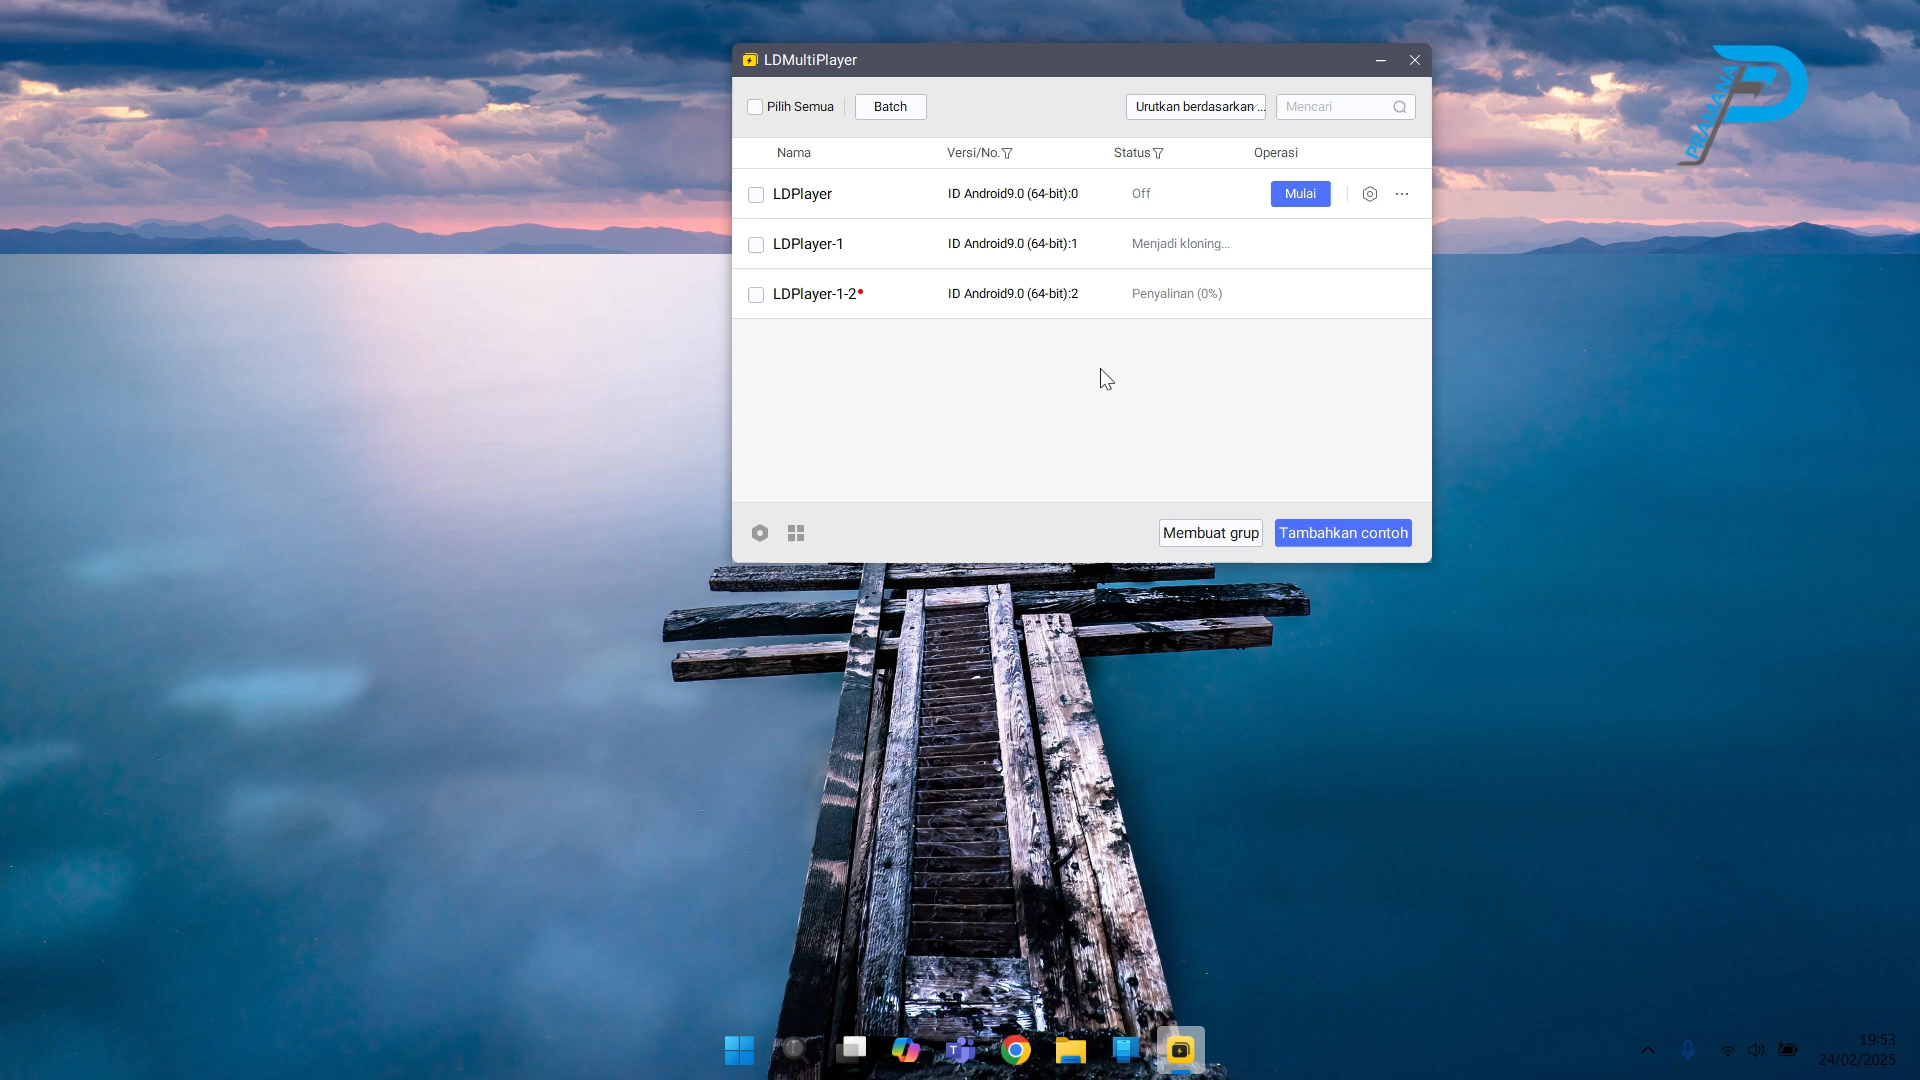 LDMultiPlayer
Pilih Semua
Batch
Urutkan berdasarkan ...
Mencari
Nama
Versi/No.
Status
Operasi
LDPlayer
ID Android9.0 (64-bit):0
Off
Mulai
LDPlayer-1
ID Android9.0 (64-bit):1
Menjadi kloning...
LDPlayer-1-2
ID Android9.0 (64-bit):2
Penyalinan (0%)
Membuat grup
Tambahkan contoh
PRAMANA
19:53
24/02/2025